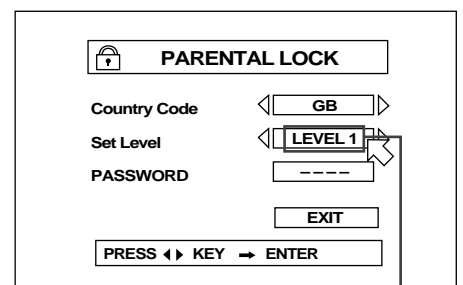 PARENTAL LOCK
Country Code GB
Set Level LEVEL 1
PASSWORD – – – –
EXIT
PRESS ◀ ▶ KEY → ENTER